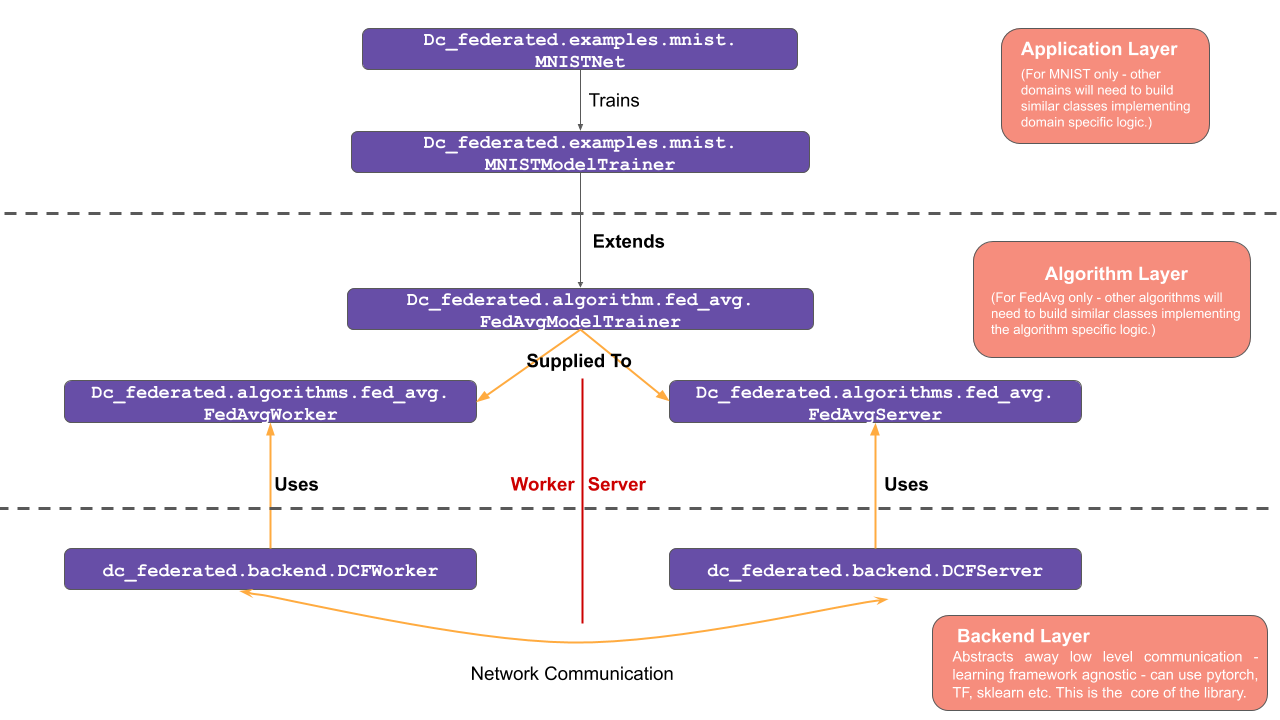 Dc_federated.examples.mnist.
MNISTNet
Application Layer
(For MNIST only - other
domains will need to build
similar classes implementing
domain specific logic.)
Trains
Dc_federated.examples.mnist.
MNISTModelTrainer
Extends
Algorithm Layer
(For FedAvg only - other algorithms will
need to build similar classes implementing
the algorithm specific logic.)
Dc_federated.algorithm.fed_avg.
FedAvgModelTrainer
Supplied To
Dc_federated.algorithms.fed_avg.
FedAvgWorker
Dc_federated.algorithms.fed_avg.
FedAvgServer
Uses
Worker
Server
Uses
dc_federated.backend.DCFWorker
dc_federated.backend.DCFServer
Network Communication
Backend Layer
Abstracts away low level communication -
learning framework agnostic - can use pytorch,
TF, sklearn etc. This is the core of the library.